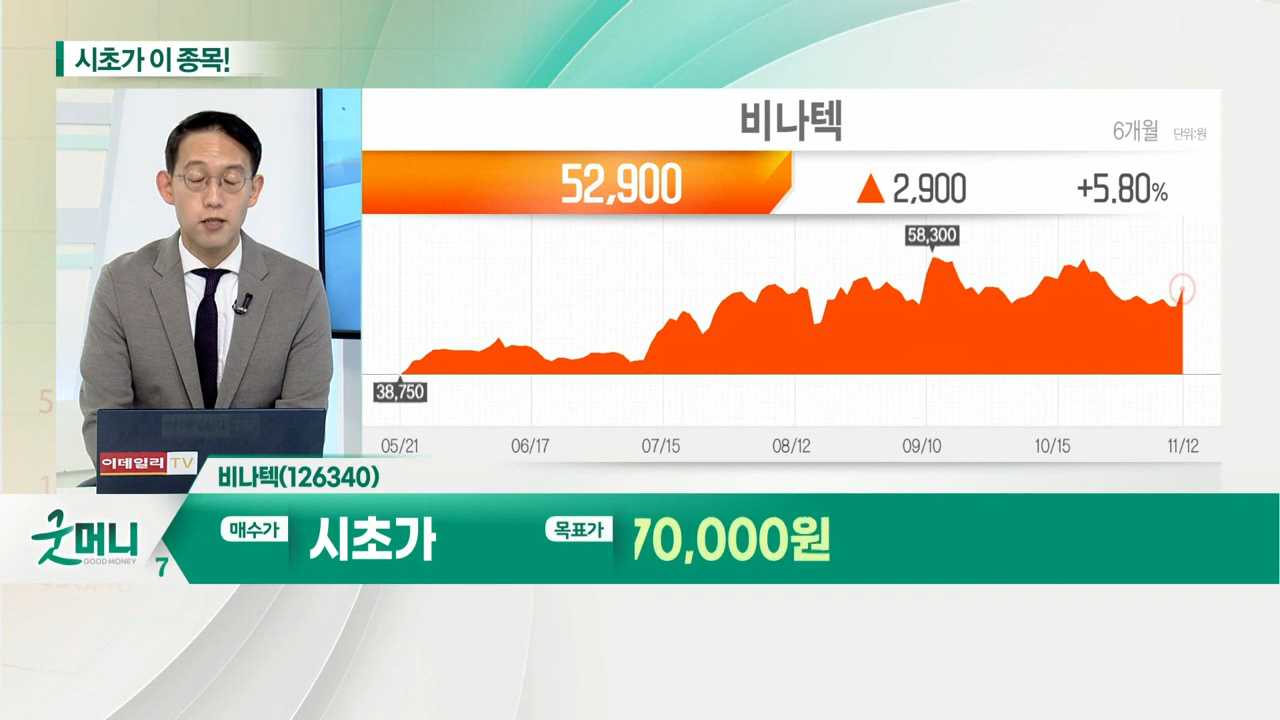 시초가 이 종목!
비나텍
6개월 단위:원
52,900 ▲ 2,900 +5.80%
58,300
38,750
05/21 06/17 07/15 08/12 09/10 10/15 11/12
이데일리 TV
비나텍(126340)
매수가 시초가 목표가 70,000원
굿머니
GOOD MONEY
7
5
1